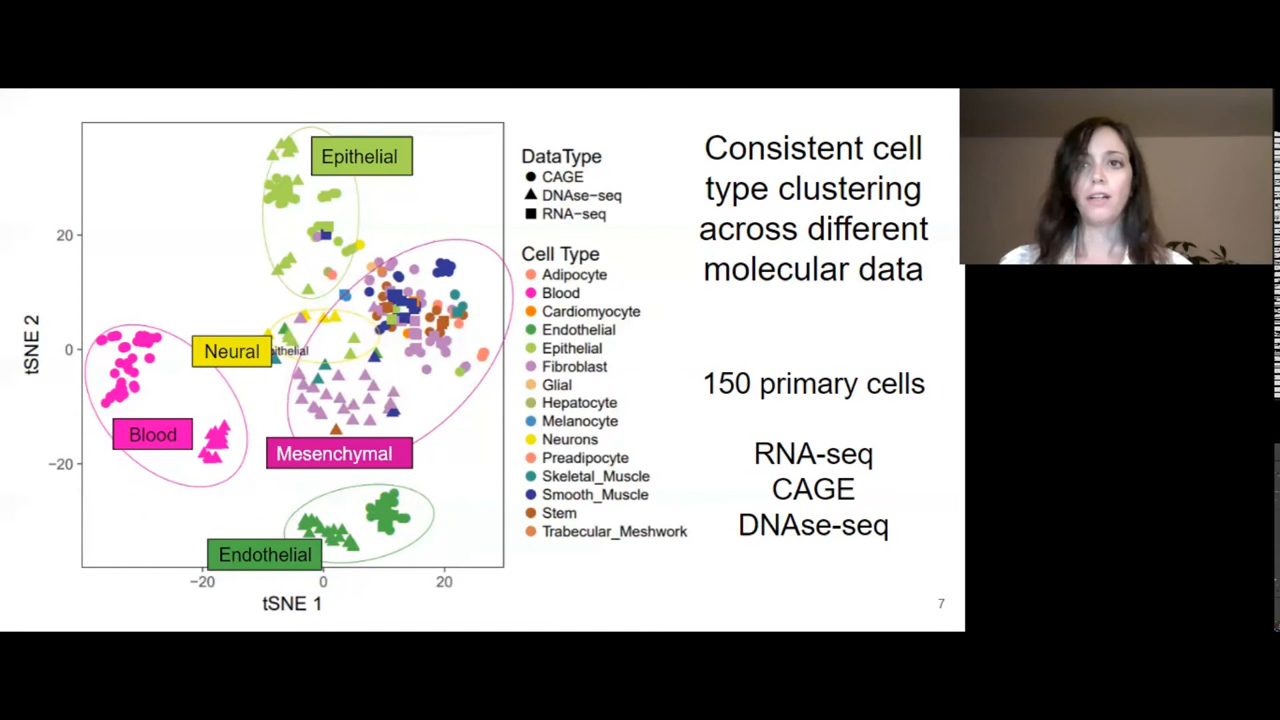 Epithelial
20
0
−20
Neural
ithelial
Blood
Mesenchymal
Endothelial
−20
0
20
tSNE 1
tSNE 2
DataType
CAGE
DNAse−seq
RNA−seq
Cell Type
Adipocyte
Blood
Cardiomyocyte
Endothelial
Epithelial
Fibroblast
Glial
Hepatocyte
Melanocyte
Neurons
Preadipocyte
Skeletal_Muscle
Smooth_Muscle
Stem
Trabecular_Meshwork
Consistent cell
type clustering
across different
molecular data
150 primary cells
RNA-seq
CAGE
DNAse-seq
7